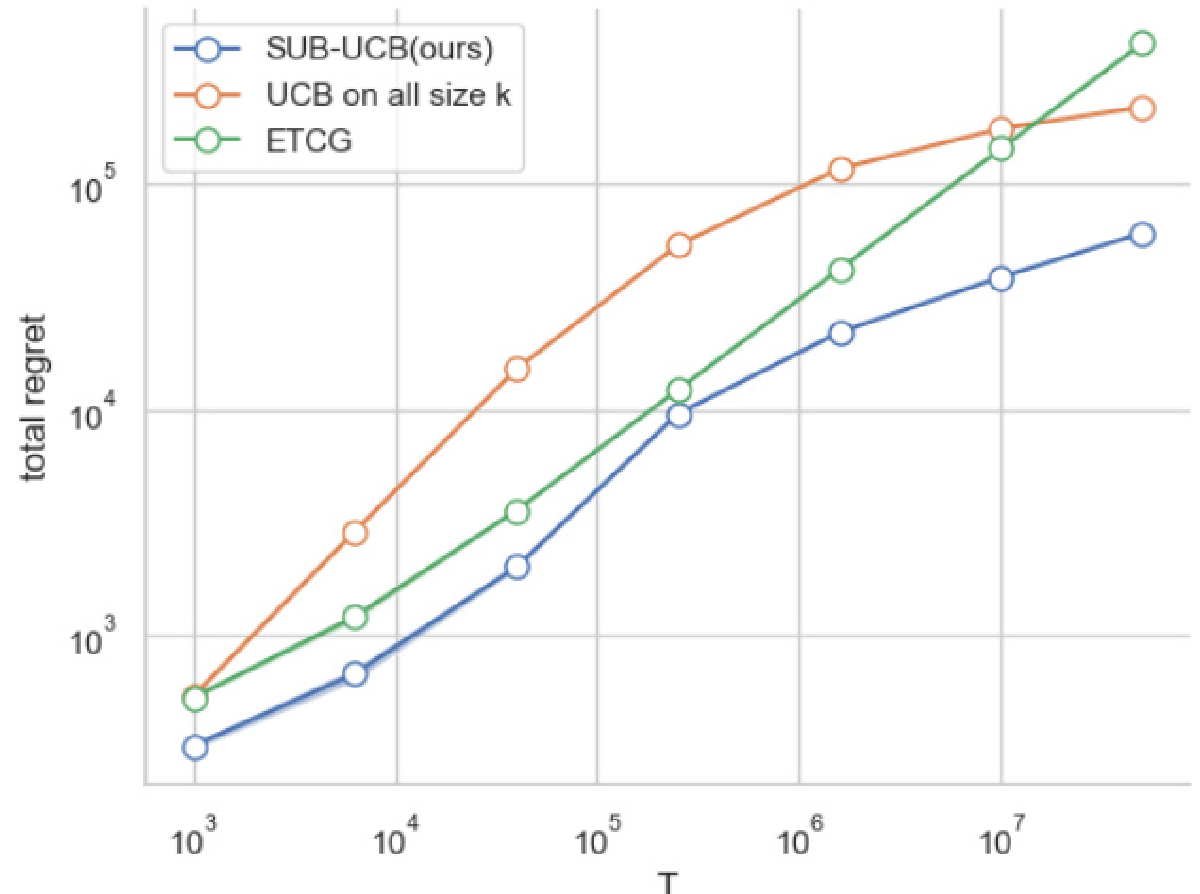 SUB-UCB(ours)
UCB on all size k
ETCG
total regret
10^5
10^4
10^3
10^3 10^4 10^5 10^6 10^7
T